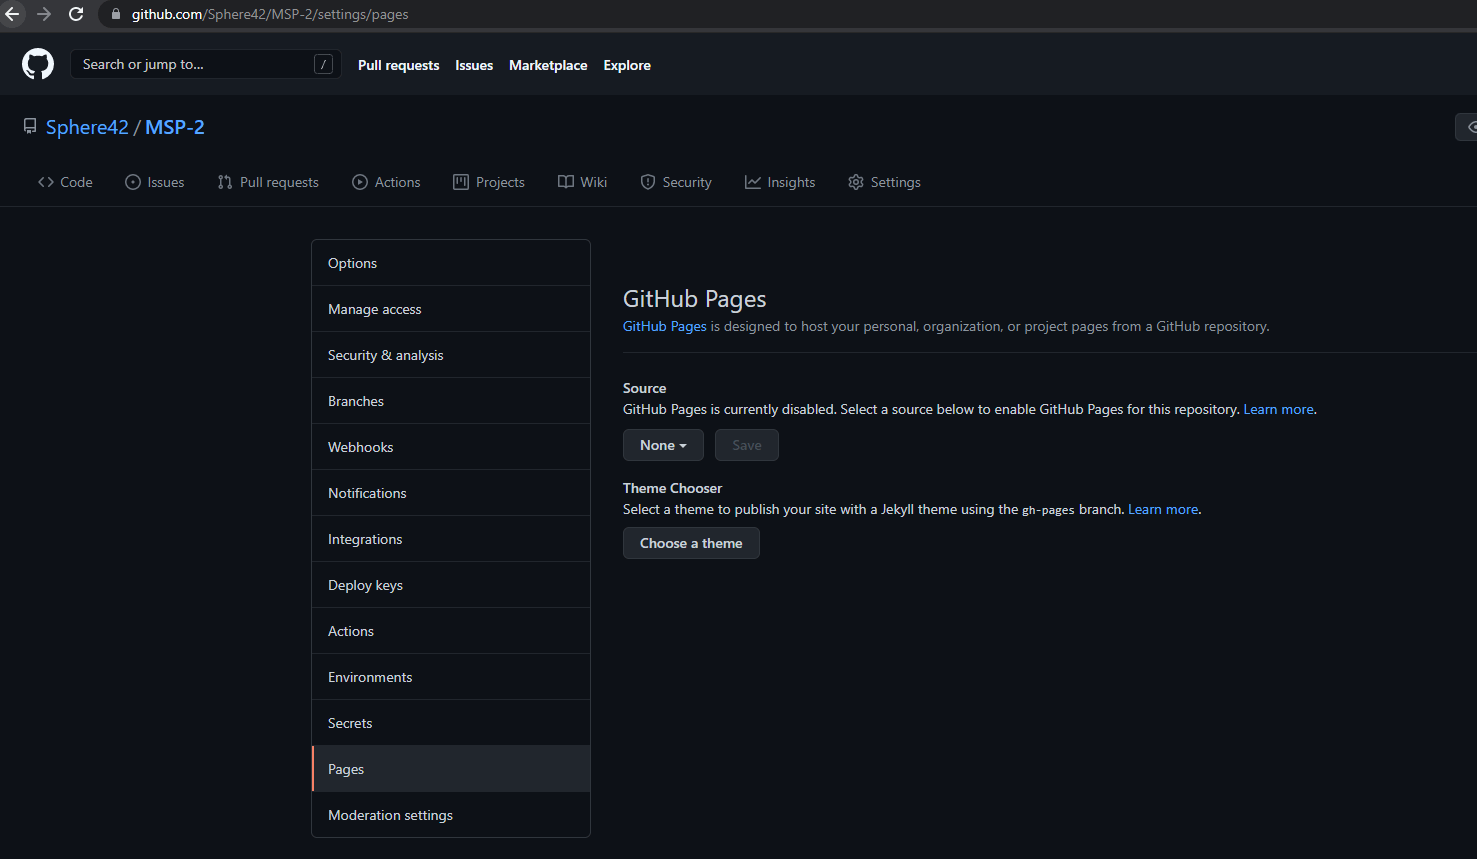 github.com/Sphere42/MSP-2/settings/pages
Search or jump to... /
Pull requests Issues Marketplace Explore
Sphere42 / MSP-2
Code Issues Pull requests Actions Projects Wiki Security Insights Settings
Options
Manage access
Security & analysis
Branches
Webhooks
Notifications
Integrations
Deploy keys
Actions
Environments
Secrets
Pages
Moderation settings
GitHub Pages
GitHub Pages is designed to host your personal, organization, or project pages from a GitHub repository.
Source
GitHub Pages is currently disabled. Select a source below to enable GitHub Pages for this repository. Learn more.
None Save
Theme Chooser
Select a theme to publish your site with a Jekyll theme using the gh-pages branch. Learn more.
Choose a theme